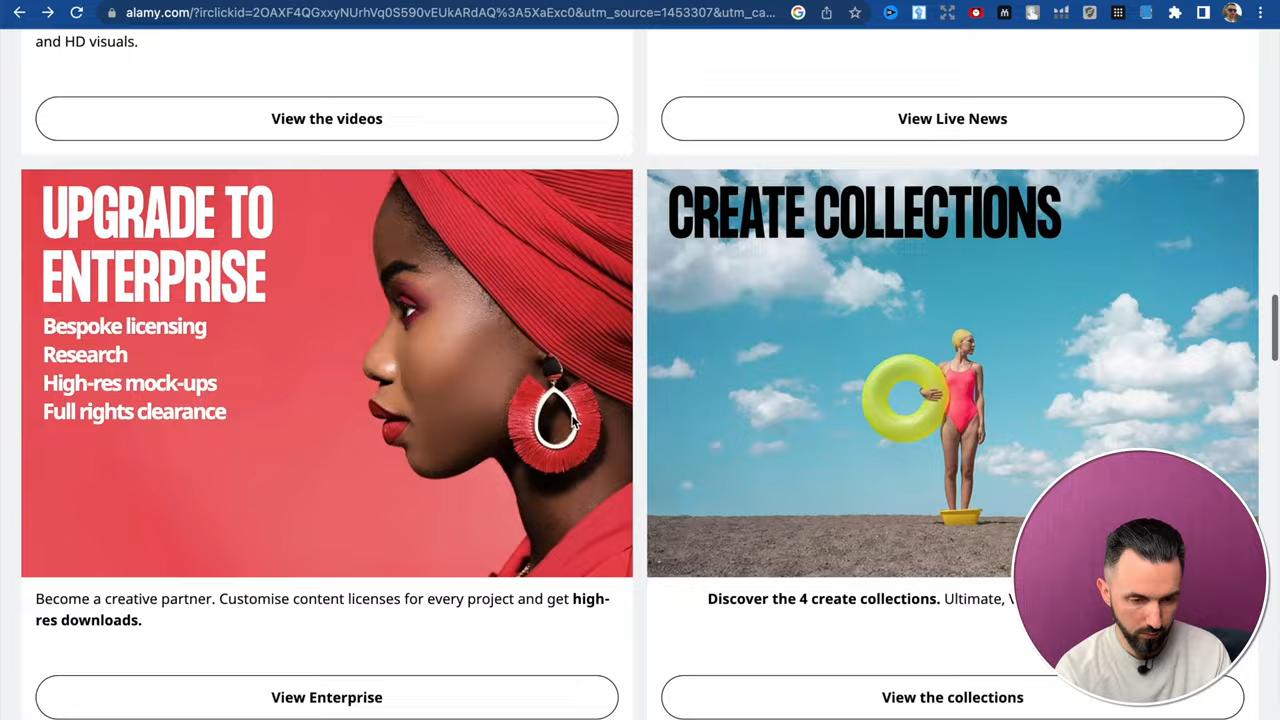 alamy.com/?irclickid=2OAXF4QGxxyNUrhVq0S590vEUkARdAQ%3A5XaExc0&utm_source=1453307&utm_ca...
and HD visuals.
View the videos
View Live News
UPGRADE TO
ENTERPRISE
Bespoke licensing
Research
High-res mock-ups
Full rights clearance
CREATE COLLECTIONS
Become a creative partner. Customise content licenses for every project and get high-
res downloads.
Discover the 4 create collections. Ultimate,
View Enterprise
View the collections